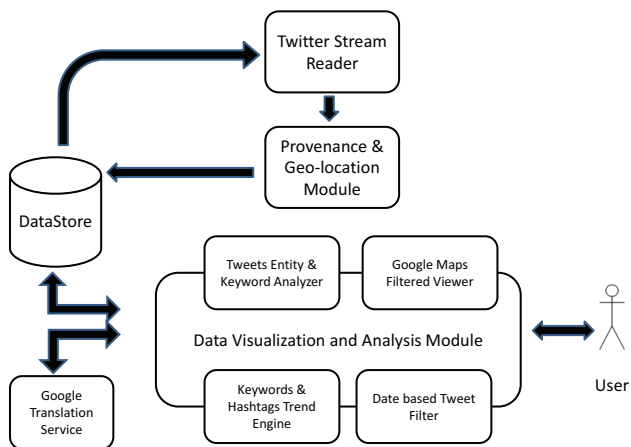 Twitter Stream
Reader
Provenance &
Geo-location
Module
DataStore
Tweets Entity &
Keyword Analyzer
Google Maps
Filtered Viewer
Data Visualization and Analysis Module
Keywords &
Hashtags Trend
Engine
Date based Tweet
Filter
Google
Translation
Service
User